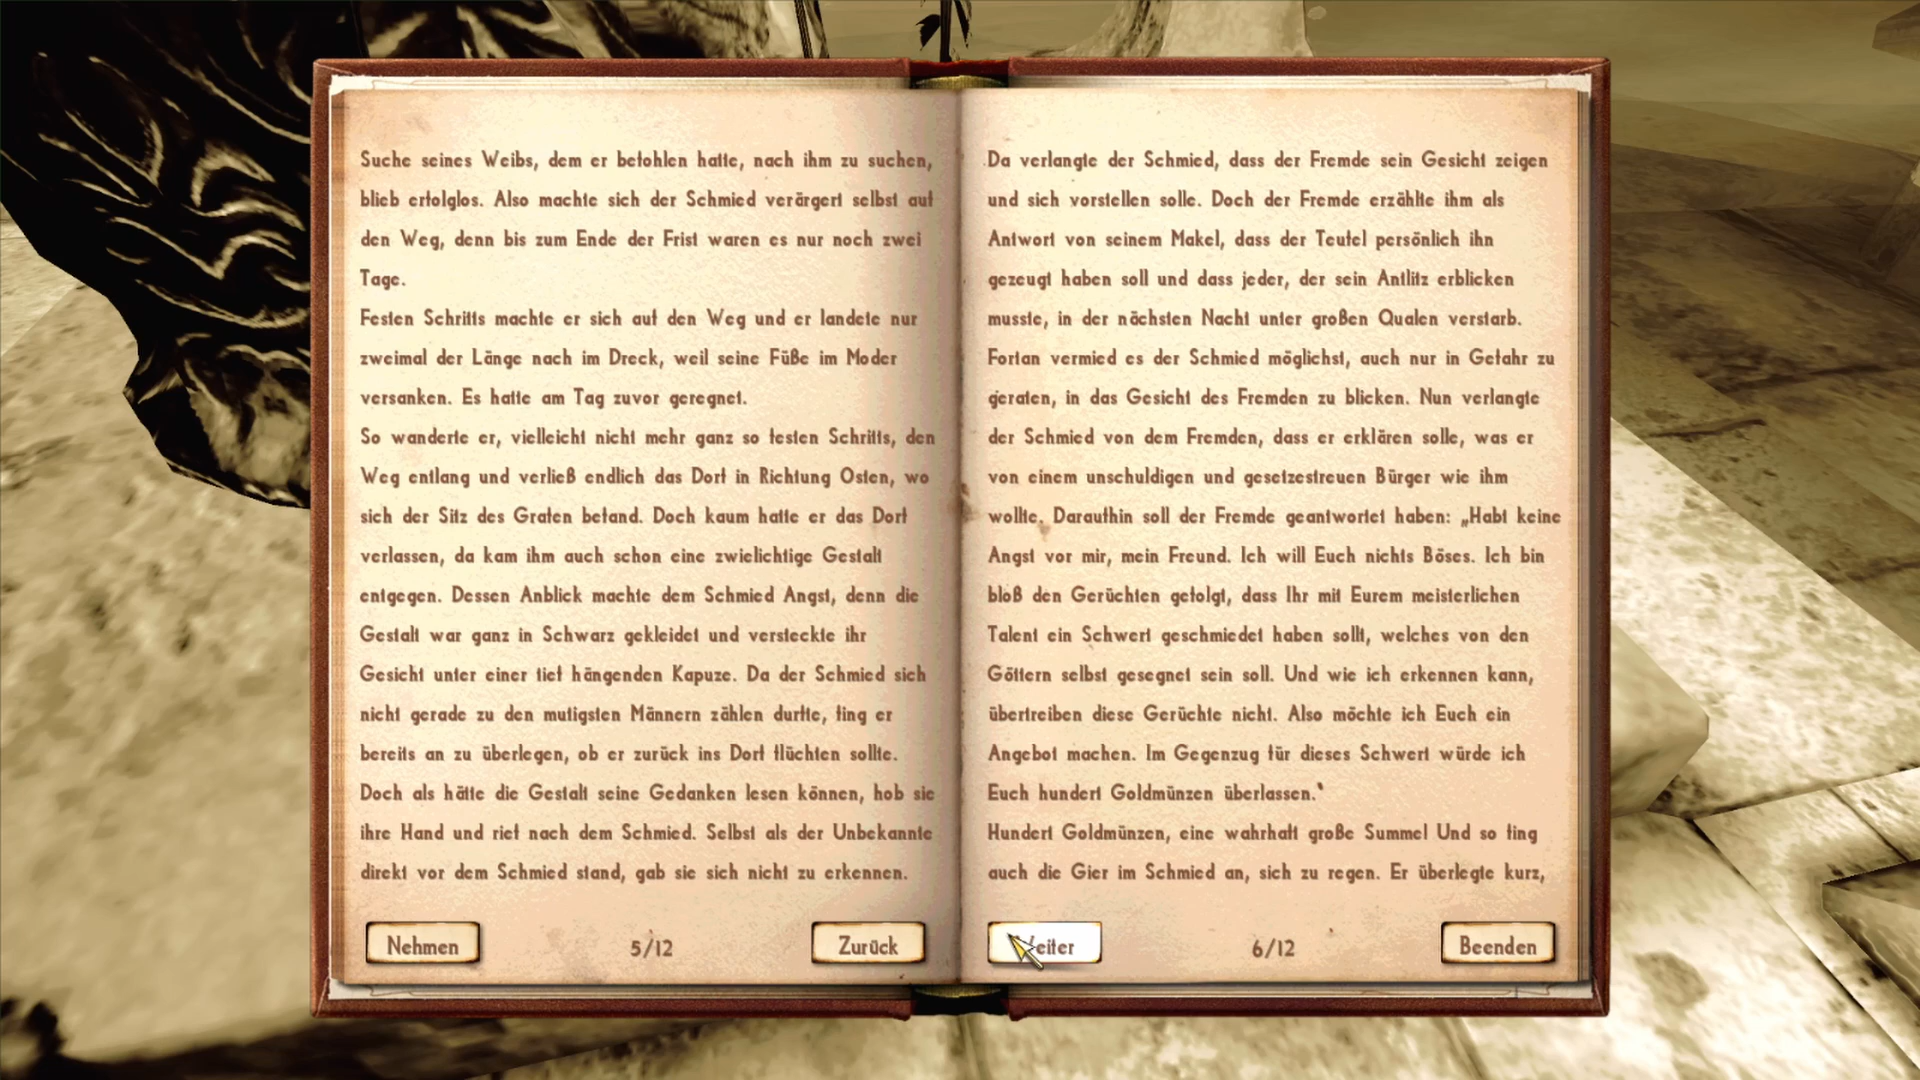 Suche seines Weibs, dem er befohlen hatte, nach ihm zu suchen,
blieb erfolglos. Also machte sich der Schmied verärgert selbst auf
den Weg, denn bis zum Ende der Frist waren es nur noch zwei
Tage.
Festen Schritts machte er sich auf den Weg und er landete nur
zweimal der Länge nach im Dreck, weil seine Füße im Moder
versanken. Es hatte am Tag zuvor geregnet.
So wanderte er, vielleicht nicht mehr ganz so festen Schritts, den
Weg entlang und verließ endlich das Dorf in Richtung Osten, wo
sich der Sitz des Grafen befand. Doch kaum hatte er das Dorf
verlassen, da kam ihm auch schon eine zwielichtige Gestalt
entgegen. Dessen Anblick machte dem Schmied Angst, denn die
Gestalt war ganz in Schwarz gekleidet und versteckte ihr
Gesicht unter einer tief hängenden Kapuze. Da der Schmied sich
nicht gerade zu den mutigsten Männern zählen durfte, fing er
bereits an zu überlegen, ob er zurück ins Dorf flüchten sollte.
Doch als hätte die Gestalt seine Gedanken lesen können, hob sie
ihre Hand und rief nach dem Schmied. Selbst als der Unbekannte
direkt vor dem Schmied stand, gab sie sich nicht zu erkennen.
Nehmen
5/12
Zurück
Da verlangte der Schmied, dass der Fremde sein Gesicht zeigen
und sich vorstellen solle. Doch der Fremde erzählte ihm als
Antwort von seinem Makel, dass der Teufel persönlich ihn
gezeugt haben soll und dass jeder, der sein Antlitz erblicken
musste, in der nächsten Nacht unter großen Qualen verstarb.
Fortan vermied es der Schmied möglichst, auch nur in Gefahr zu
geraten, in das Gesicht des Fremden zu blicken. Nun verlangte
der Schmied von dem Fremden, dass er erklären solle, was er
von einem unschuldigen und gesetzestreuen Bürger wie ihm
wollte. Daraufhin soll der Fremde geantwortet haben: „Habt keine
Angst vor mir, mein Freund. Ich will Euch nichts Böses. Ich bin
bloß den Gerüchten gefolgt, dass Ihr mit Eurem meisterlichen
Talent ein Schwert geschmiedet haben sollt, welches von den
Göttern selbst gesegnet sein soll. Und wie ich erkennen kann,
übertreiben diese Gerüchte nicht. Also möchte ich Euch ein
Angebot machen. Im Gegenzug für dieses Schwert würde ich
Euch hundert Goldmünzen überlassen.“
Hundert Goldmünzen, eine wahrhaft große Summe! Und so fing
auch die Gier im Schmied an, sich zu regen. Er überlegte kurz,
6/12
Beenden